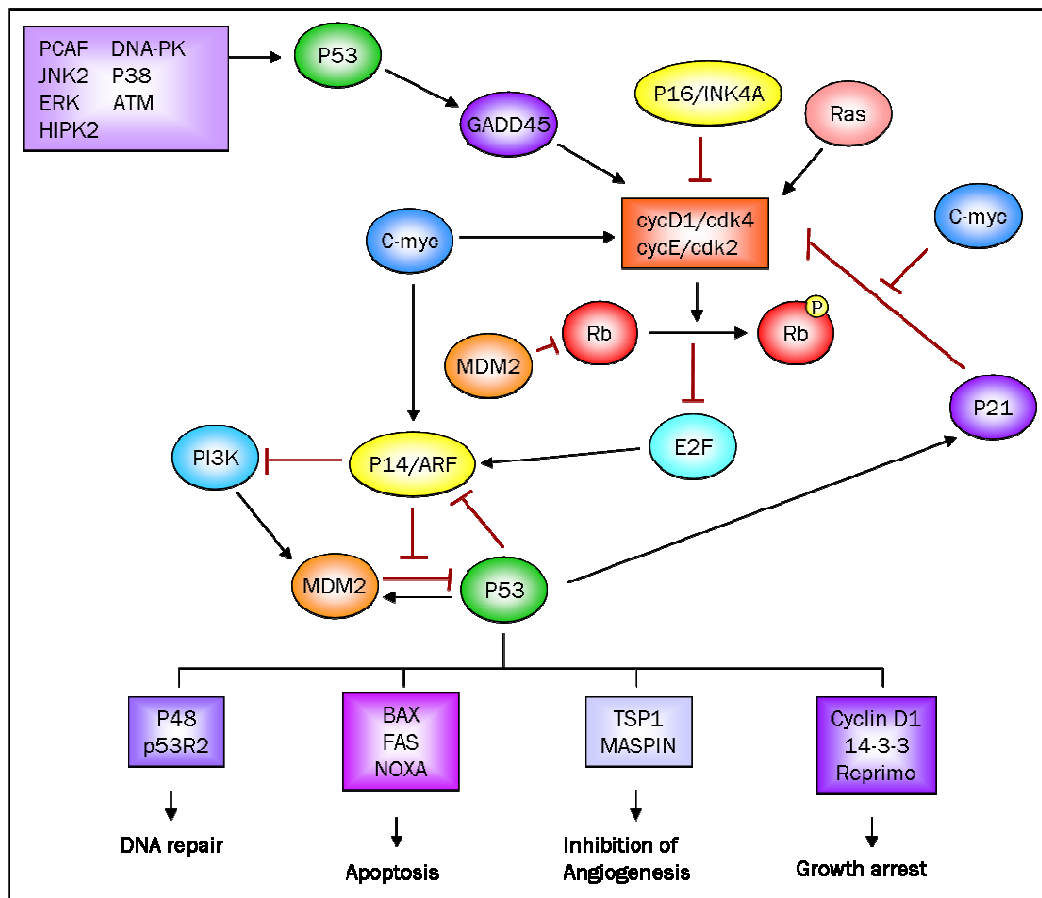 PCAF DNA-PK
JNK2 P38
ERK ATM
HIPK2
P53
GADD45
P16/INK4A
Ras
C-myc
cycD1/cdk4
cycE/cdk2
C-myc
MDM2
Rb
Rb
P
P21
PI3K
P14/ARF
E2F
MDM2
P53
P48
p53R2
BAX
FAS
NOXA
TSP1
MASPIN
Cyclin D1
14-3-3
Reprimo
DNA repair
Apoptosis
Inhibition of
Angiogenesis
Growth arrest